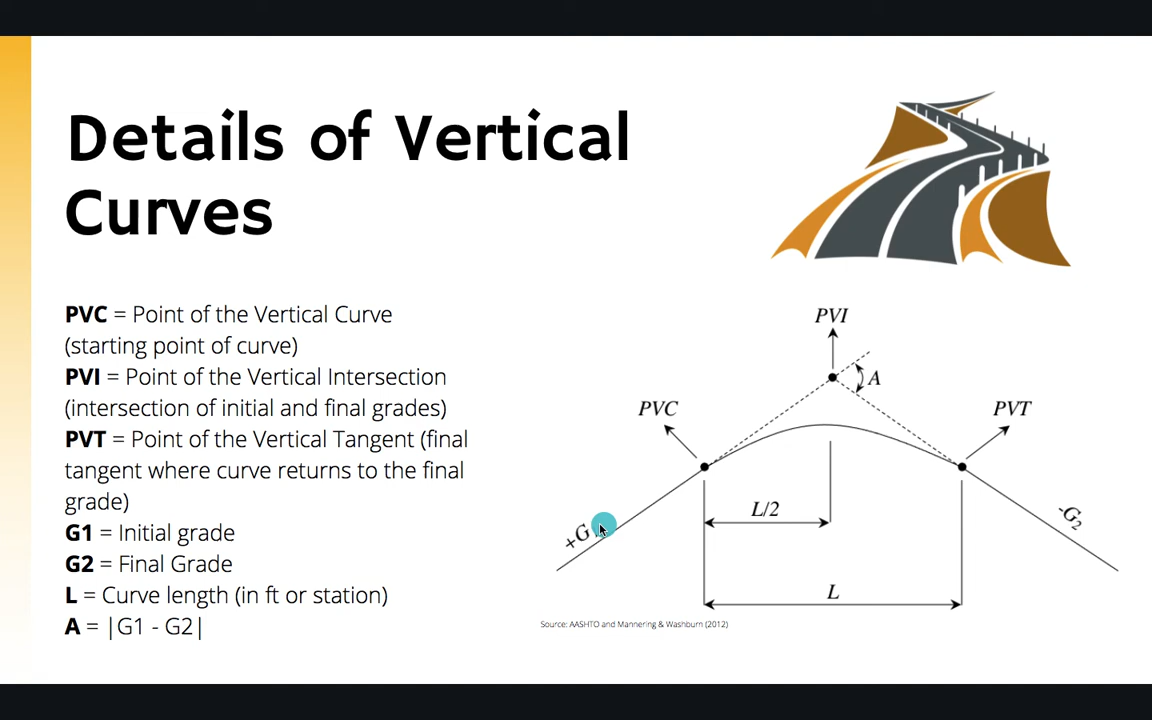 Details of Vertical
Curves
PVC = Point of the Vertical Curve
(starting point of curve)
PVI = Point of the Vertical Intersection
(intersection of initial and final grades)
PVT = Point of the Vertical Tangent (final
tangent where curve returns to the final
grade)
G1 = Initial grade
G2 = Final Grade
L = Curve length (in ft or station)
A = |G1 - G2|
PVI
A
PVC
PVT
L/2
+G
-G₂
L
Source: AASHTO and Mannering & Washburn (2012)